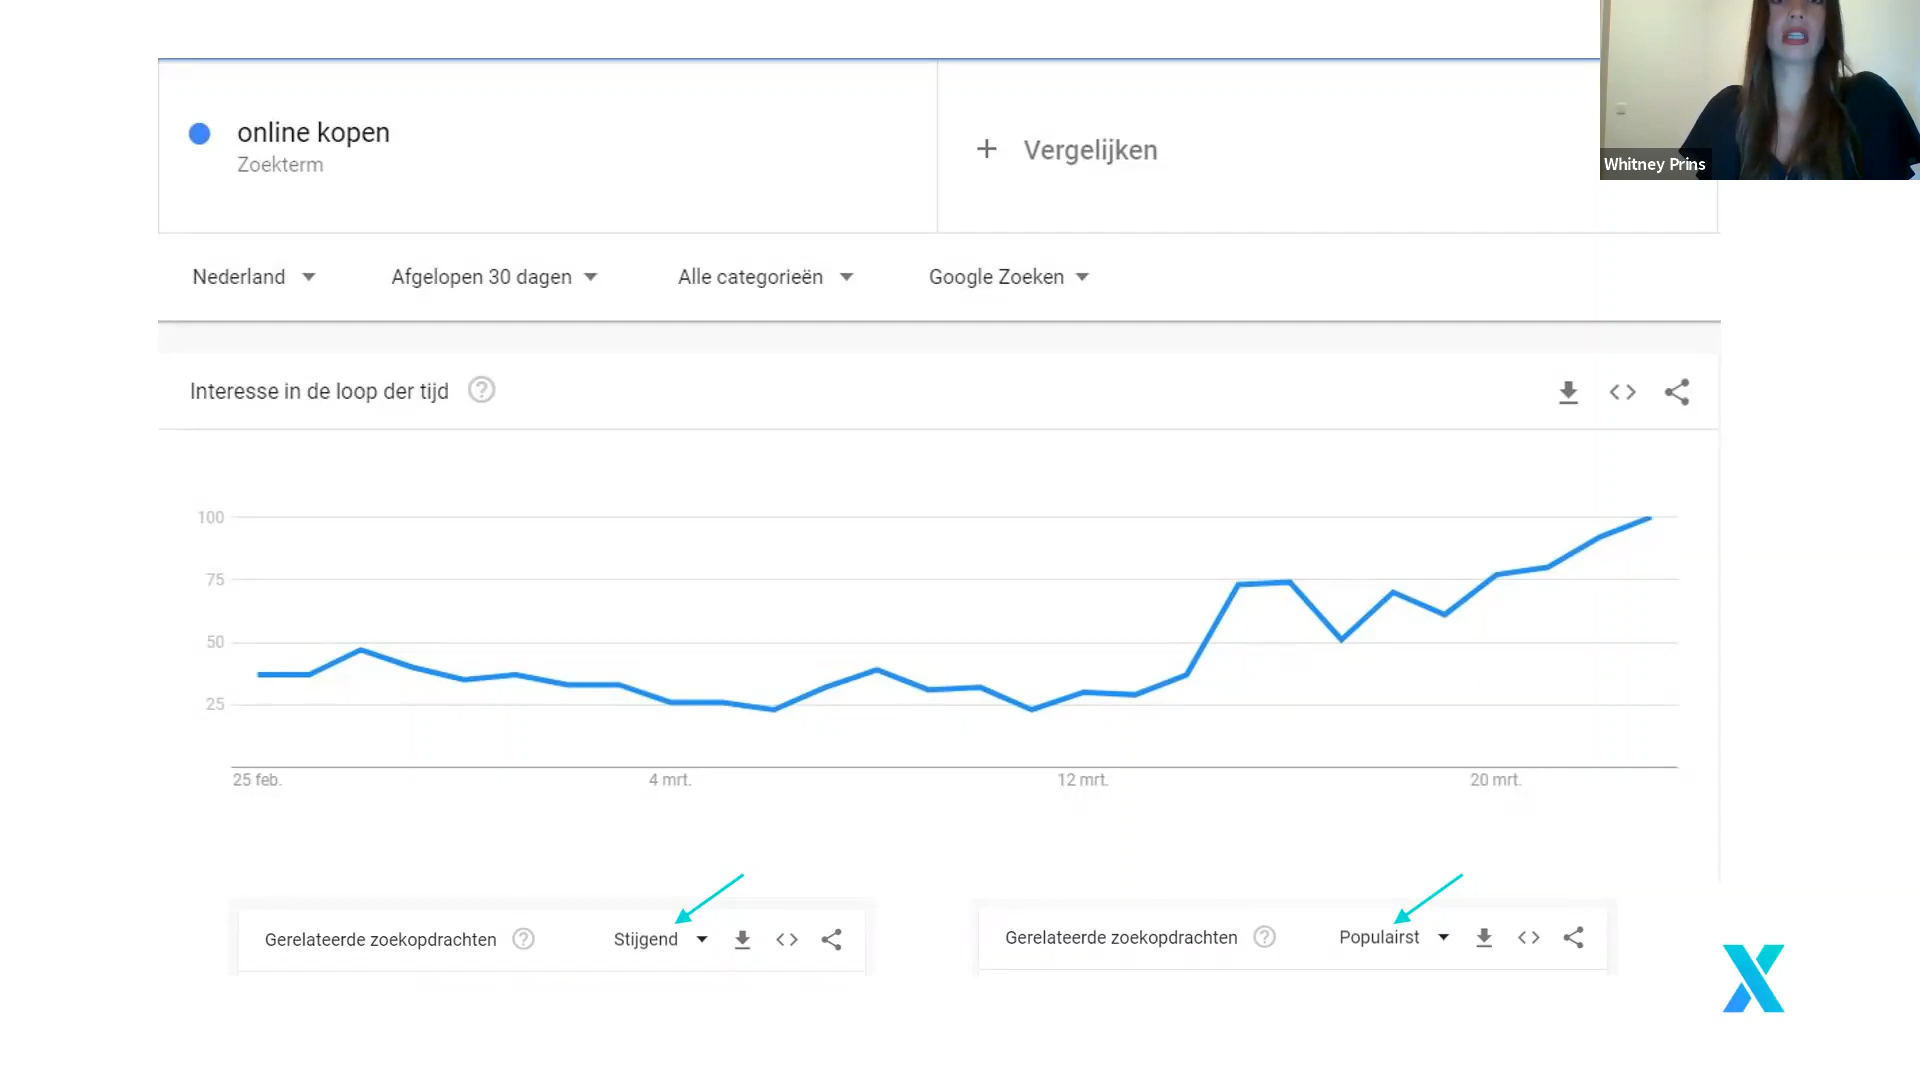 online kopen
Zoekterm
+ Vergelijken
Whitney Prins
Nederland
Afgelopen 30 dagen
Alle categorieën
Google Zoeken
Interesse in de loop der tijd ?
100
75
50
25
25 feb.
4 mrt.
12 mrt.
20 mrt.
Gerelateerde zoekopdrachten ? Stijgend
Gerelateerde zoekopdrachten ? Populairst